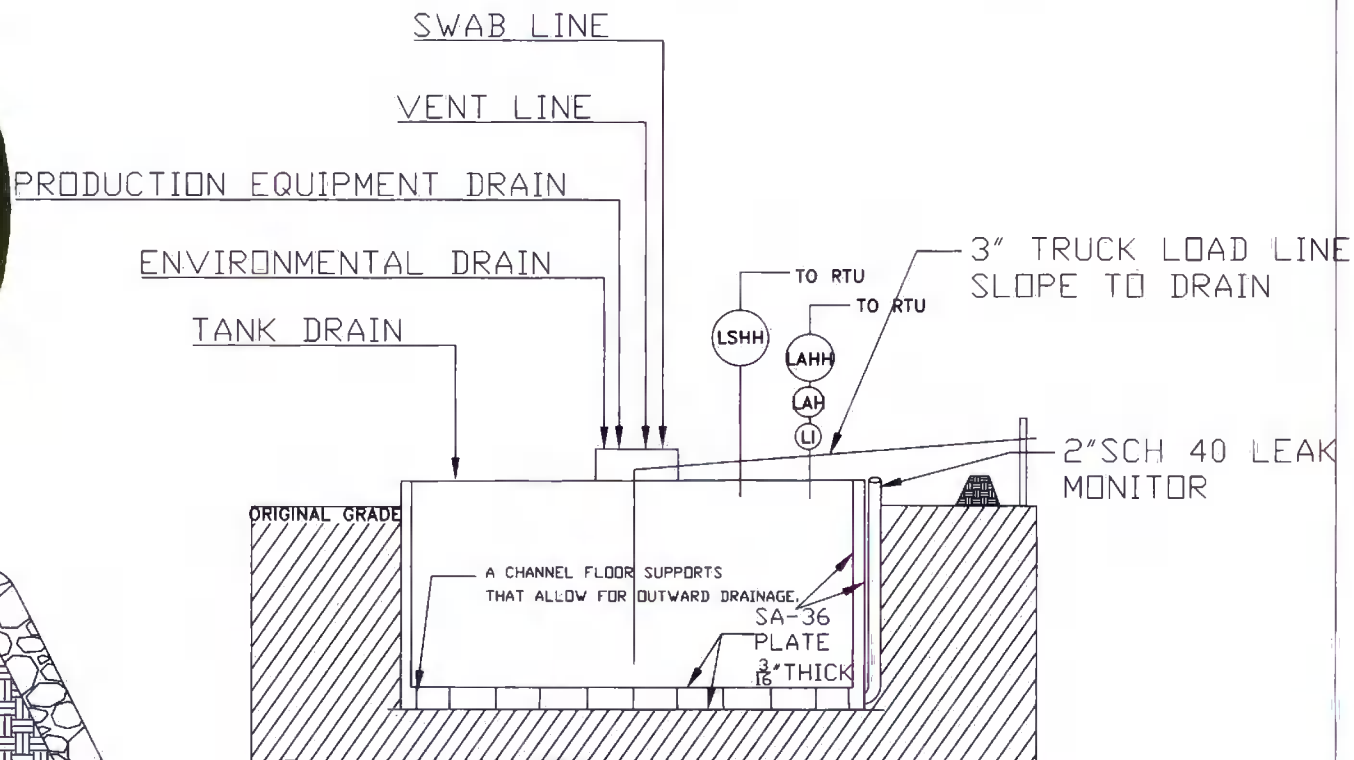 SWAB LINE
VENT LINE
PRODUCTION EQUIPMENT DRAIN
ENVIRONMENTAL DRAIN
TANK DRAIN
TO RTU
TO RTU
3" TRUCK LOAD LINE
SLOPE TO DRAIN
LSHH
LAHH
LAH
LI
2"SCH 40 LEAK
MONITOR
ORIGINAL GRADE
A CHANNEL FLOOR SUPPORTS
THAT ALLOW FOR OUTWARD DRAINAGE.
SA-36
PLATE
3/16" THICK